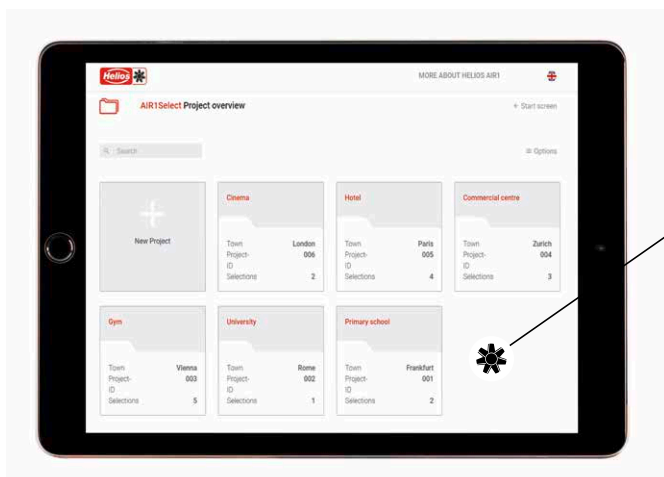 Helios
MORE ABOUT HELIOS AIR1
AIR1Select Project overview
+ Start screen
Search
Options
New Project
Cinema
Town London
Project- 006
ID
Selections 2
Hotel
Town Paris
Project- 005
ID
Selections 4
Commercial centre
Town Zurich
Project- 004
ID
Selections 3
Gym
Town Vienna
Project- 003
ID
Selections 5
University
Town Rome
Project- 002
ID
Selections 1
Primary school
Town Frankfurt
Project- 001
ID
Selections 2